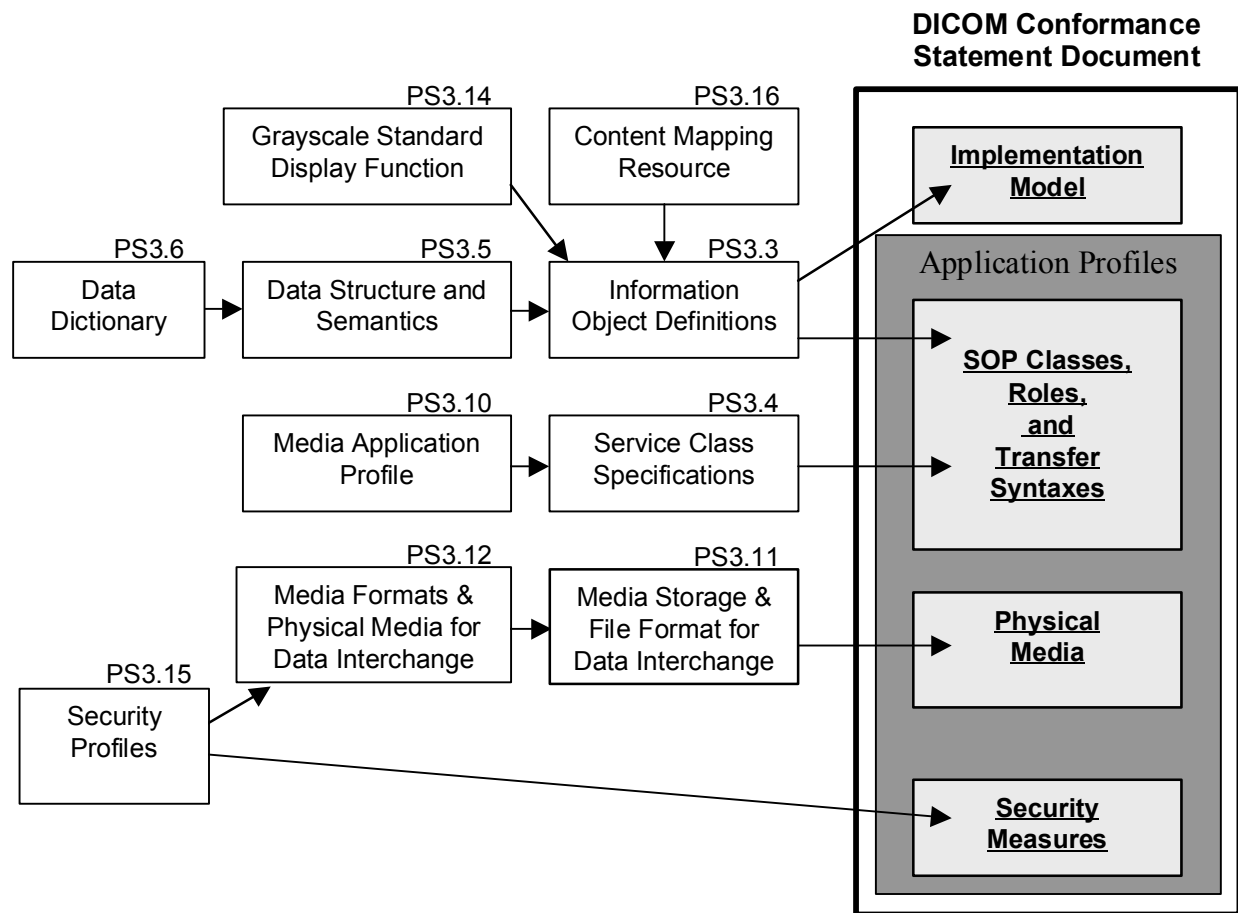 DICOM Conformance
Statement Document
PS3.14
Grayscale Standard
Display Function
PS3.16
Content Mapping
Resource
Implementation
Model
PS3.6
Data
Dictionary
PS3.5
Data Structure and
Semantics
PS3.3
Information
Object Definitions
Application Profiles
SOP Classes,
Roles,
and
Transfer
Syntaxes
PS3.10
Media Application
Profile
PS3.4
Service Class
Specifications
PS3.12
Media Formats &
Physical Media for
Data Interchange
PS3.11
Media Storage &
File Format for
Data Interchange
Physical
Media
PS3.15
Security
Profiles
Security
Measures